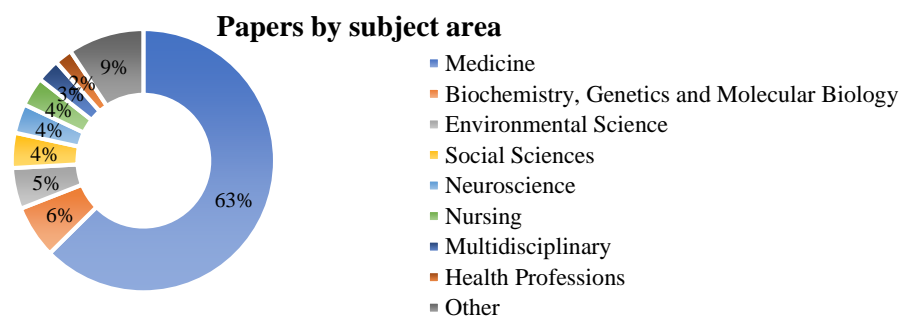 Papers by subject area
9%
2%
3%
4%
4%
4%
5%
6%
63%
Medicine
Biochemistry, Genetics and Molecular Biology
Environmental Science
Social Sciences
Neuroscience
Nursing
Multidisciplinary
Health Professions
Other